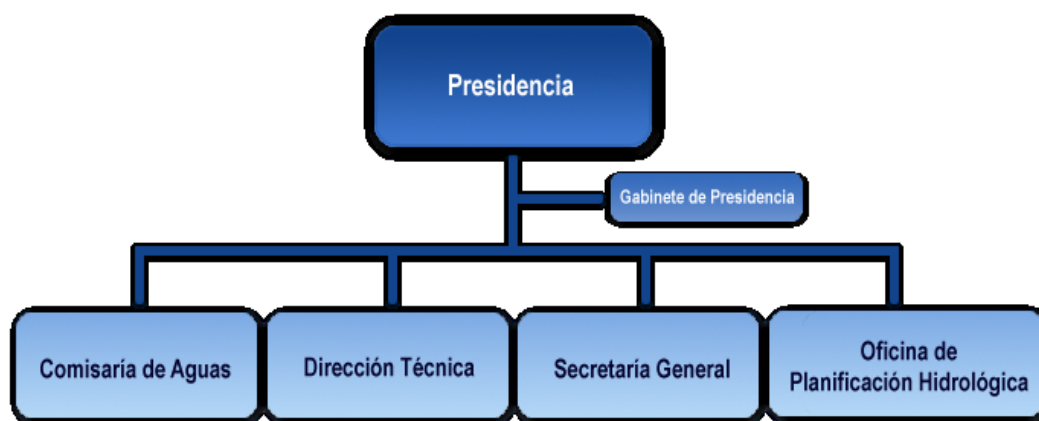 Presidencia
Gabinete de Presidencia
Comisaría de Aguas
Dirección Técnica
Secretaría General
Oficina de
Planificación Hidrológica